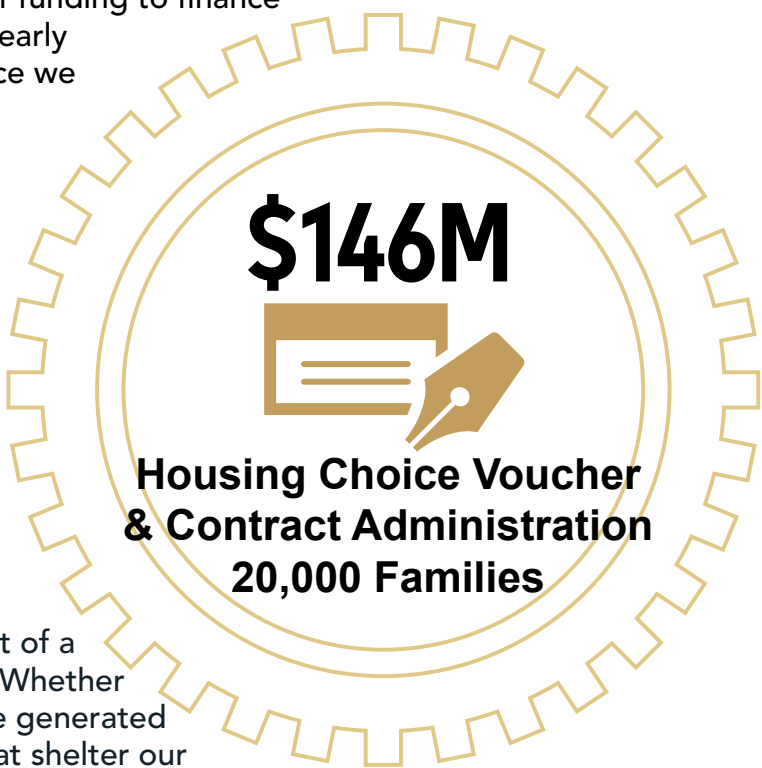 funding to finance
early
ce we
$146M
Housing Choice Voucher
& Contract Administration
20,000 Families
t of a
Whether
e generated
at shelter our